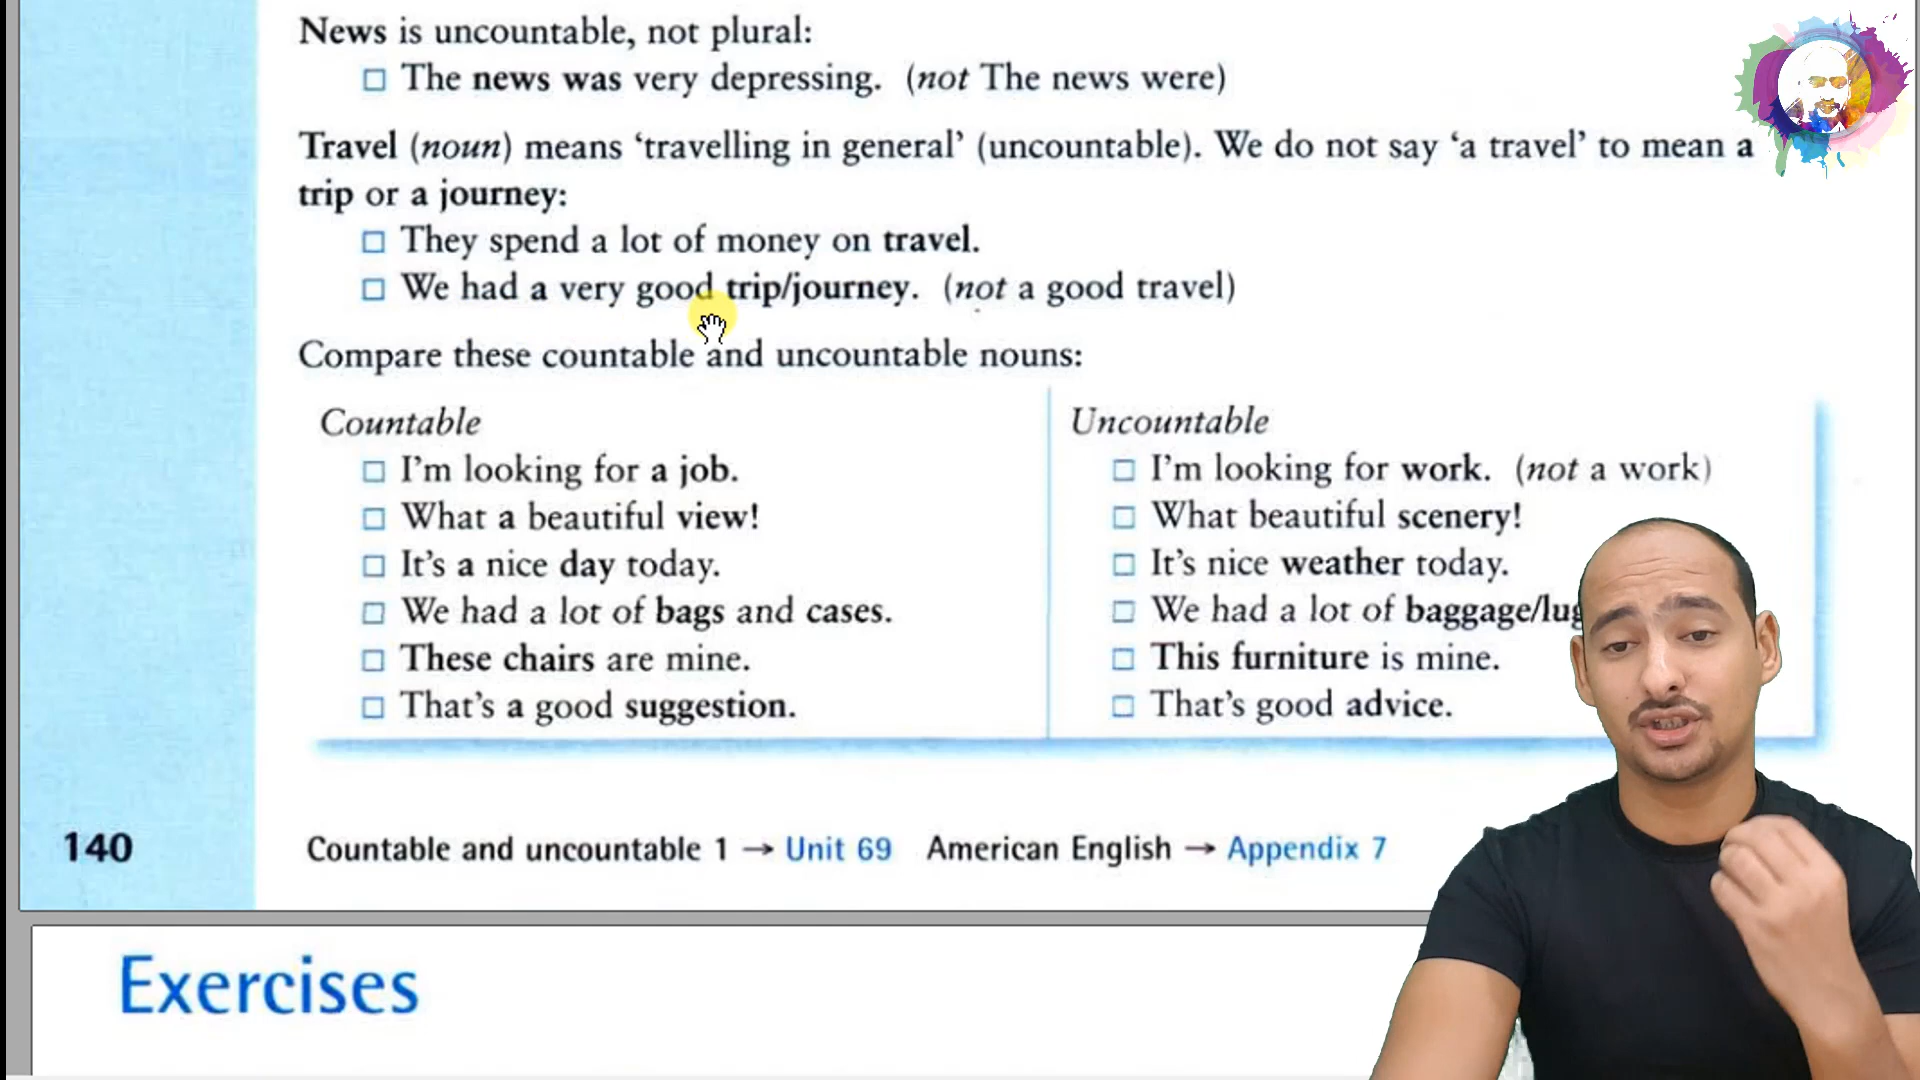 News is uncountable, not plural:
The news was very depressing. (not The news were)
Travel (noun) means ‘travelling in general’ (uncountable). We do not say ‘a travel’ to mean a
trip or a journey:
They spend a lot of money on travel.
We had a very good trip/journey. (not a good travel)
Compare these countable and uncountable nouns:
Countable
I’m looking for a job.
What a beautiful view!
It’s a nice day today.
We had a lot of bags and cases.
These chairs are mine.
That’s a good suggestion.
Uncountable
I’m looking for work. (not a work)
What beautiful scenery!
It’s nice weather today.
We had a lot of baggage/lug
This furniture is mine.
That’s good advice.
140
Countable and uncountable 1 → Unit 69 American English → Appendix 7
Exercises